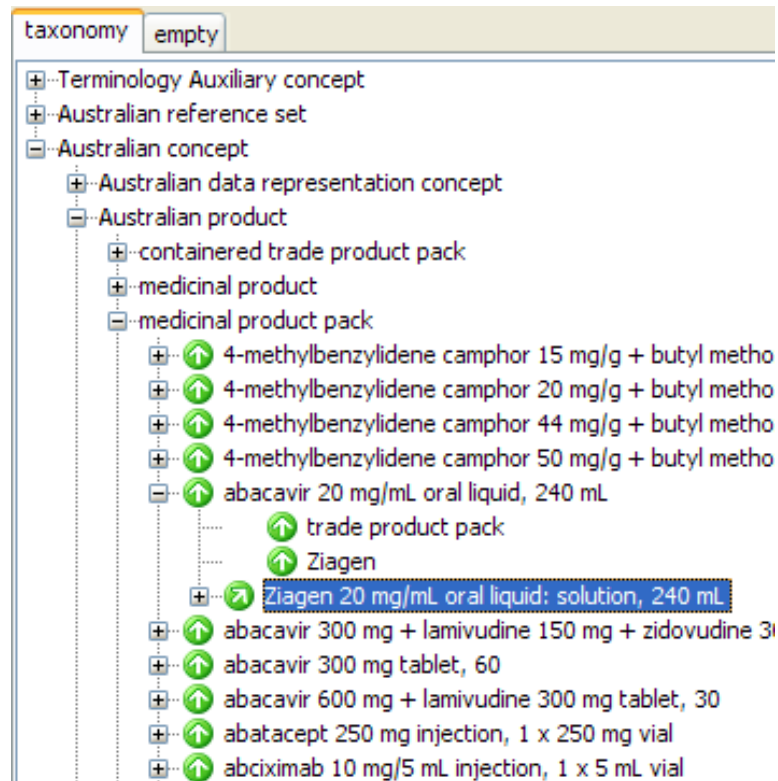 taxonomy empty
Terminology Auxiliary concept
Australian reference set
Australian concept
Australian data representation concept
Australian product
containered trade product pack
medicinal product
medicinal product pack
4-methylbenzylidene camphor 15 mg/g + butyl metho
4-methylbenzylidene camphor 20 mg/g + butyl metho
4-methylbenzylidene camphor 44 mg/g + butyl metho
4-methylbenzylidene camphor 50 mg/g + butyl metho
abacavir 20 mg/mL oral liquid, 240 mL
trade product pack
Ziagen
Ziagen 20 mg/mL oral liquid: solution, 240 mL
abacavir 300 mg + lamivudine 150 mg + zidovudine 3
abacavir 300 mg tablet, 60
abacavir 600 mg + lamivudine 300 mg tablet, 30
abatacept 250 mg injection, 1 x 250 mg vial
abciximab 10 mg/5 mL injection, 1 x 5 mL vial